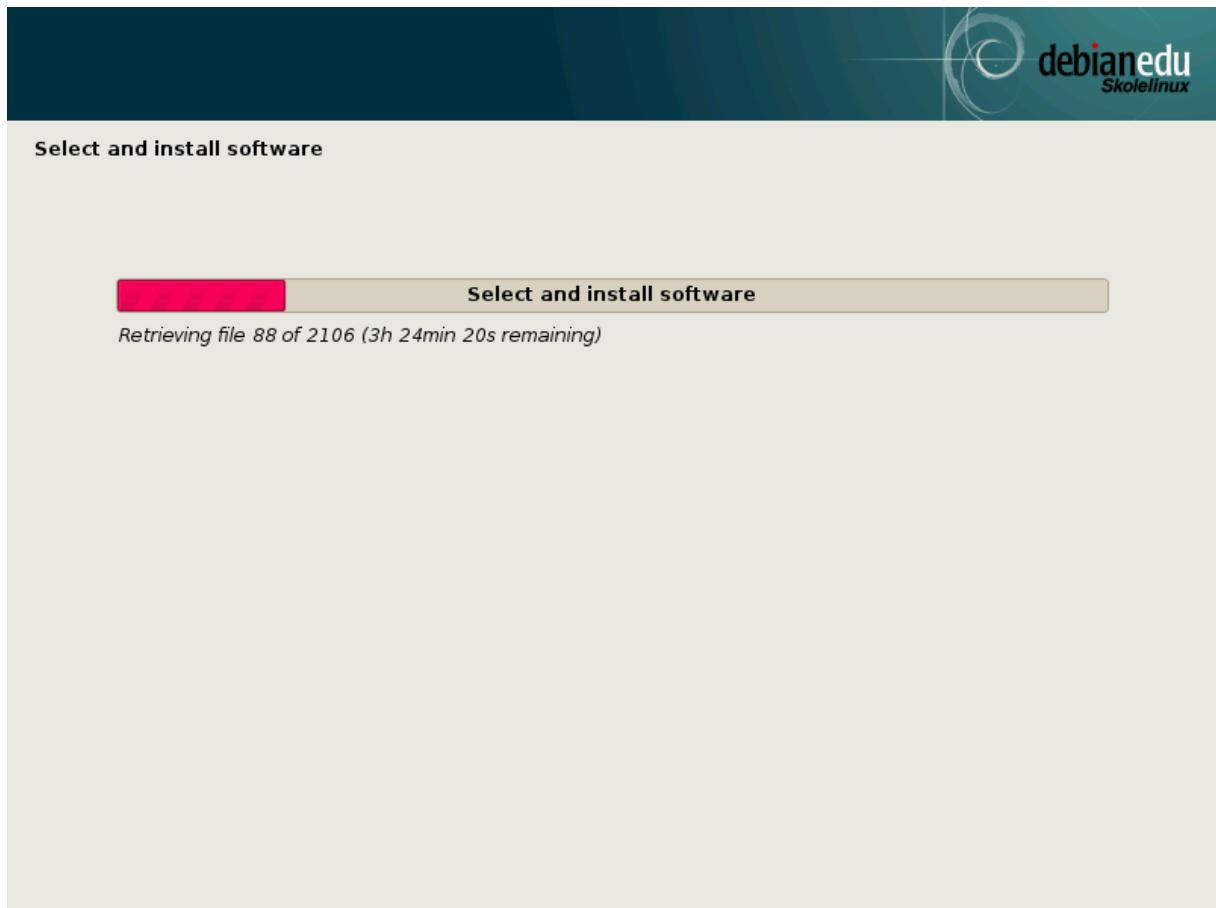 debianedu
Skolelinux
Select and install software
Select and install software
Retrieving file 88 of 2106 (3h 24min 20s remaining)